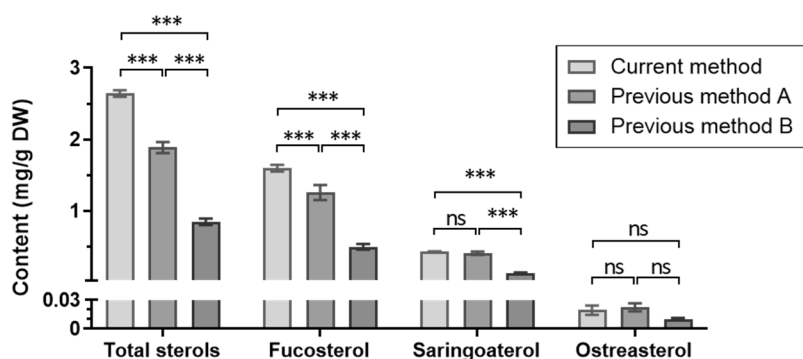 ***
*** ***
***
*** ***
***
ns ***
ns
ns ns
Current method
Previous method A
Previous method B
Content (mg/g DW)
3
2
1
0.03
0
Total sterols Fucosterol Saringoaterol Ostreasterol